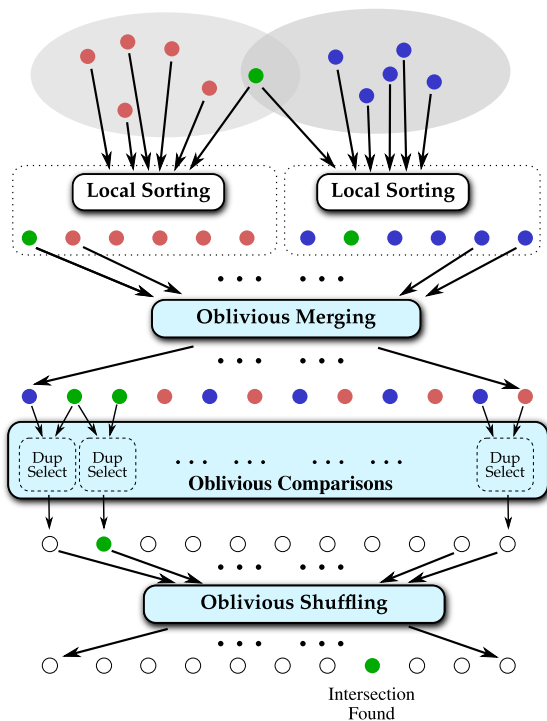 Local Sorting
Local Sorting
Oblivious Merging
Dup
Select
Dup
Select
Dup
Select
Oblivious Comparisons
Oblivious Shuffling
Intersection
Found